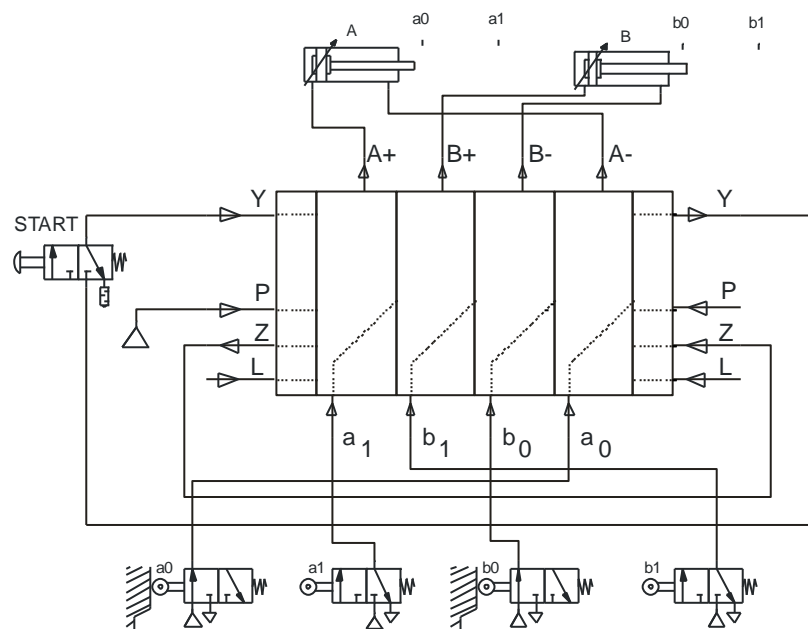 A a0 a1 B b0 b1
A+ B+ B- A-
START Y Y
P P
Z Z
L L
a1 b1 b0 a0
a0 a1 b0 b1